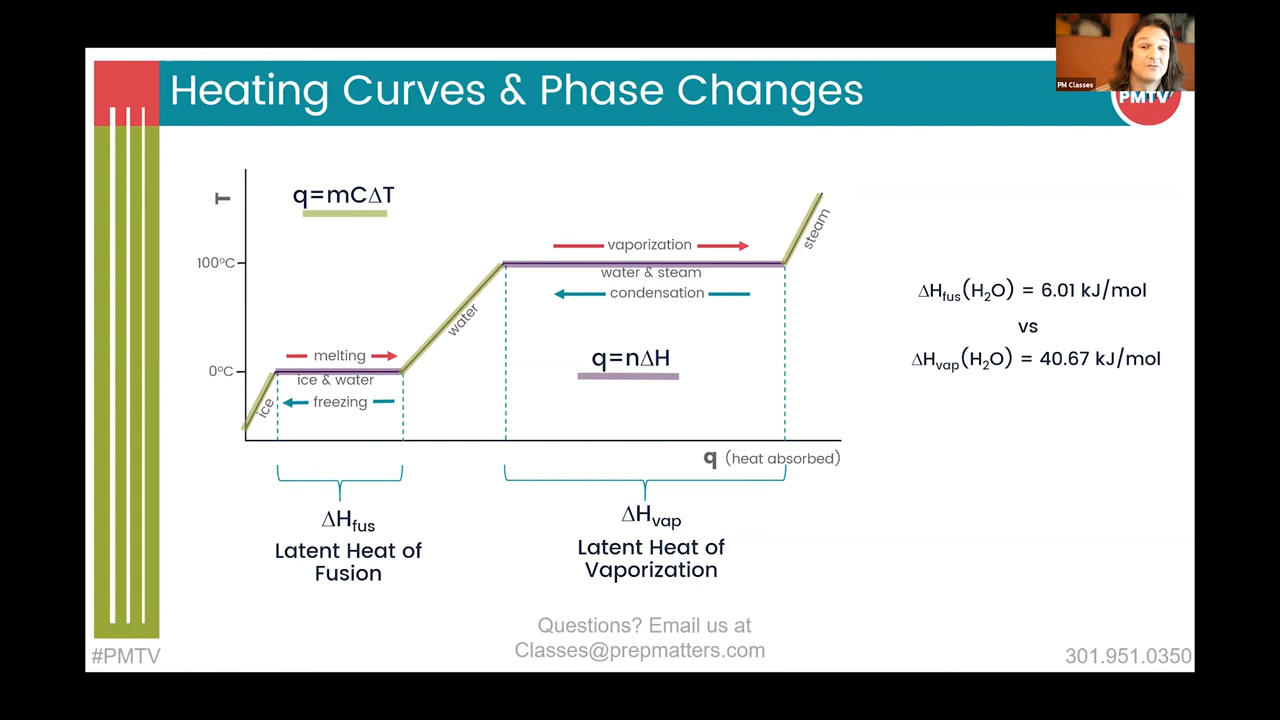 Heating Curves & Phase Changes
PM Classes
PMTV
T
q=mCΔT
100°C
0°C
vaporization
water & steam
condensation
steam
water
melting
ice & water
freezing
ice
q=nΔH
q (heat absorbed)
ΔHfus(H₂O) = 6.01 kJ/mol
vs
ΔHvap(H₂O) = 40.67 kJ/mol
ΔHfus
Latent Heat of
Fusion
ΔHvap
Latent Heat of
Vaporization
Questions? Email us at
Classes@prepmatters.com
#PMTV
301.951.0350